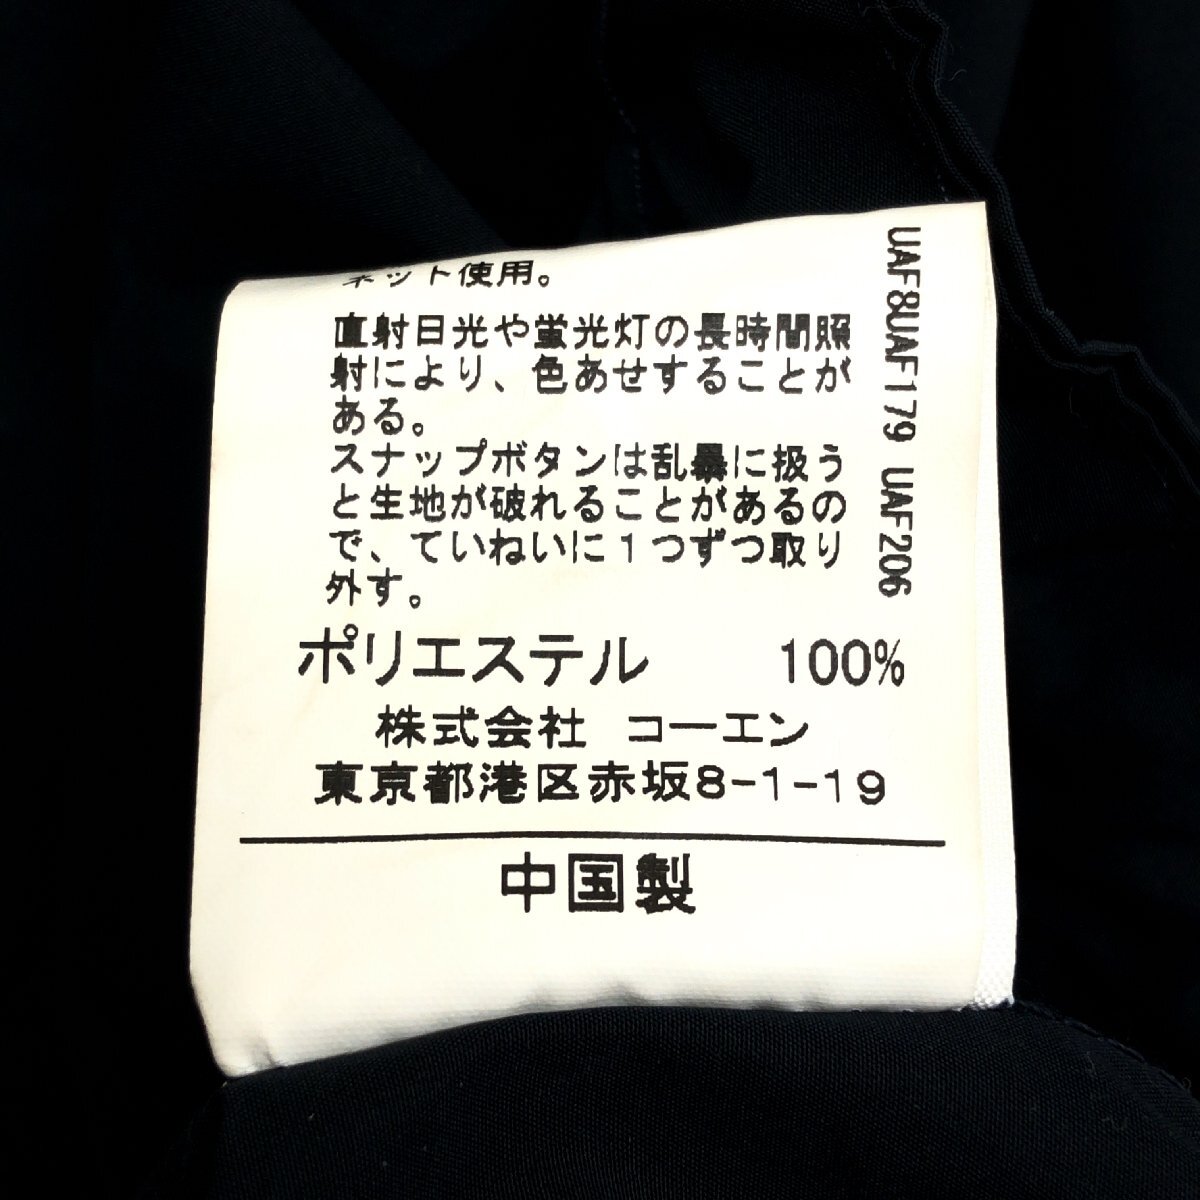 ネット使用。
直射日光や蛍光灯の長時間照
射により、色あせすることが
ある。
スナップボタンは乱暴に扱う
と生地が破れることがあるの
で、ていねいに1つずつ取り
外す。
ポリエステル 100%
株式会社 コーエン
東京都港区赤坂8-1-19
中国製
UAF8UAF179 UAF206